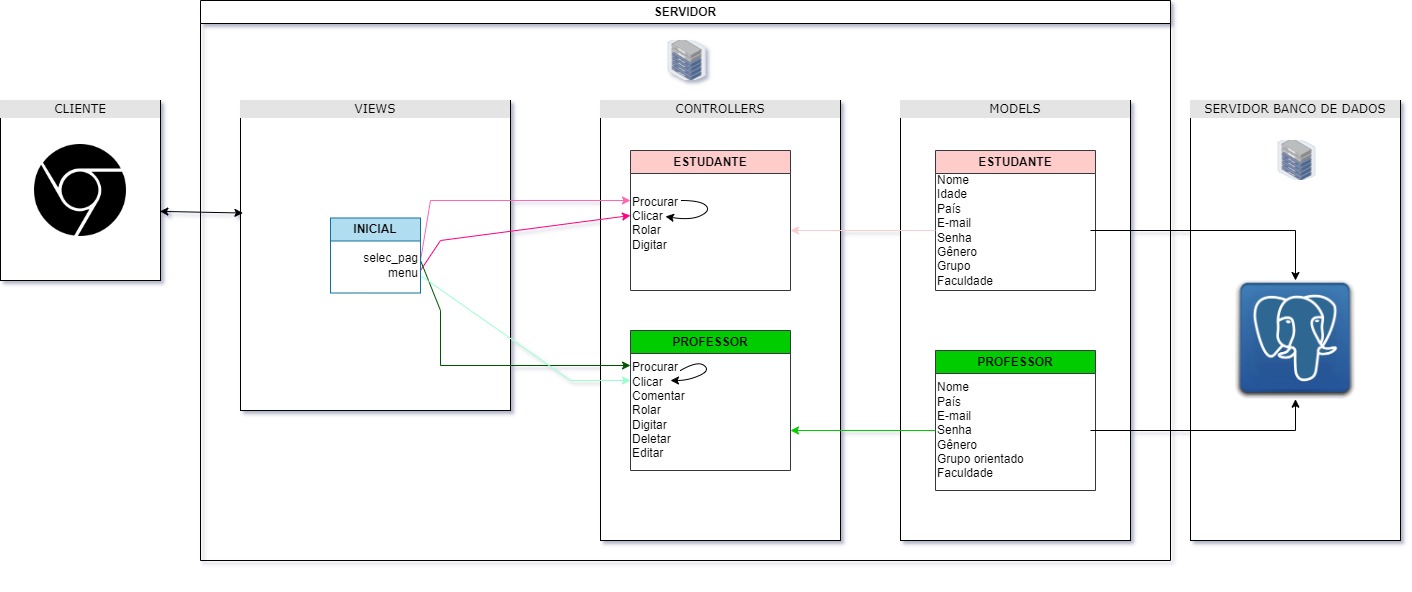 SERVIDOR
CLIENTE
VIEWS
INICIAL
selec_pag
menu
CONTROLLERS
ESTUDANTE
Procurar
Clicar
Rolar
Digitar
PROFESSOR
Procurar
Clicar
Comentar
Rolar
Digitar
Deletar
Editar
MODELS
ESTUDANTE
Nome
Idade
País
E-mail
Senha
Gênero
Grupo
Faculdade
PROFESSOR
Nome
País
E-mail
Senha
Gênero
Grupo orientado
Faculdade
SERVIDOR BANCO DE DADOS